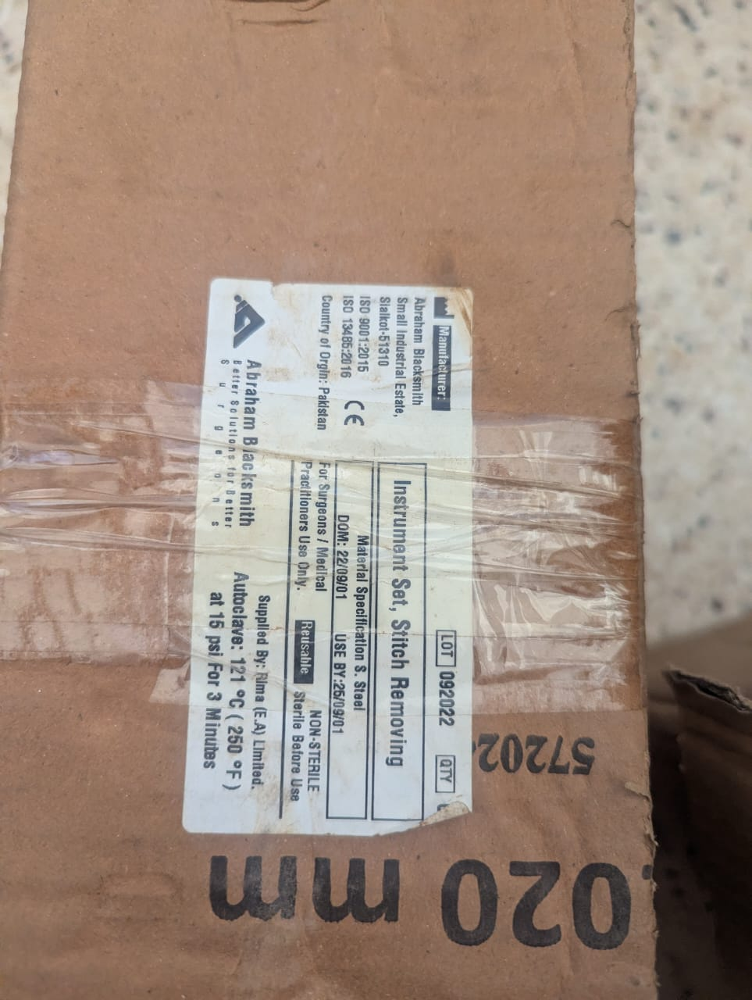 Manufacturer:
Abraham Blacksmith
Small Industrial Estate,
Sialkot-51310
ISO 9001:2015
ISO 13485:2016
CE
Country of Orgin: Pakistan
LOT 092022 QTY
Instrument Set, Stitch Removing
Material Specification S. Steel
DOM: 22/09/01 USE BY:25/09/01
For Surgeons / Medical
Practitioners Use Only.
NON-STERILE
Reusable Sterile Before Use
Abraham Blacksmith
Better Solutions for Better
Surgeons
Supplied By: Rima (E.A) Limited.
Autoclave: 121 °C ( 250 °F )
at 15 psi For 3 Minutes
57202
020 mm